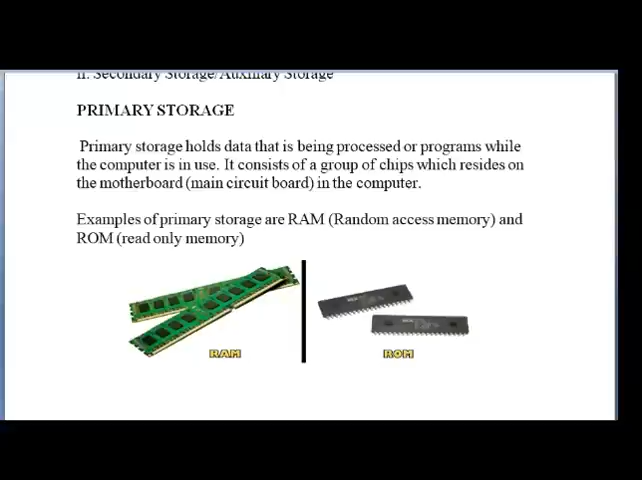 II. Secondary Storage/Auxiliary Storage
PRIMARY STORAGE
Primary storage holds data that is being processed or programs while
the computer is in use. It consists of a group of chips which resides on
the motherboard (main circuit board) in the computer.
Examples of primary storage are RAM (Random access memory) and
ROM (read only memory)
RAM
ROM